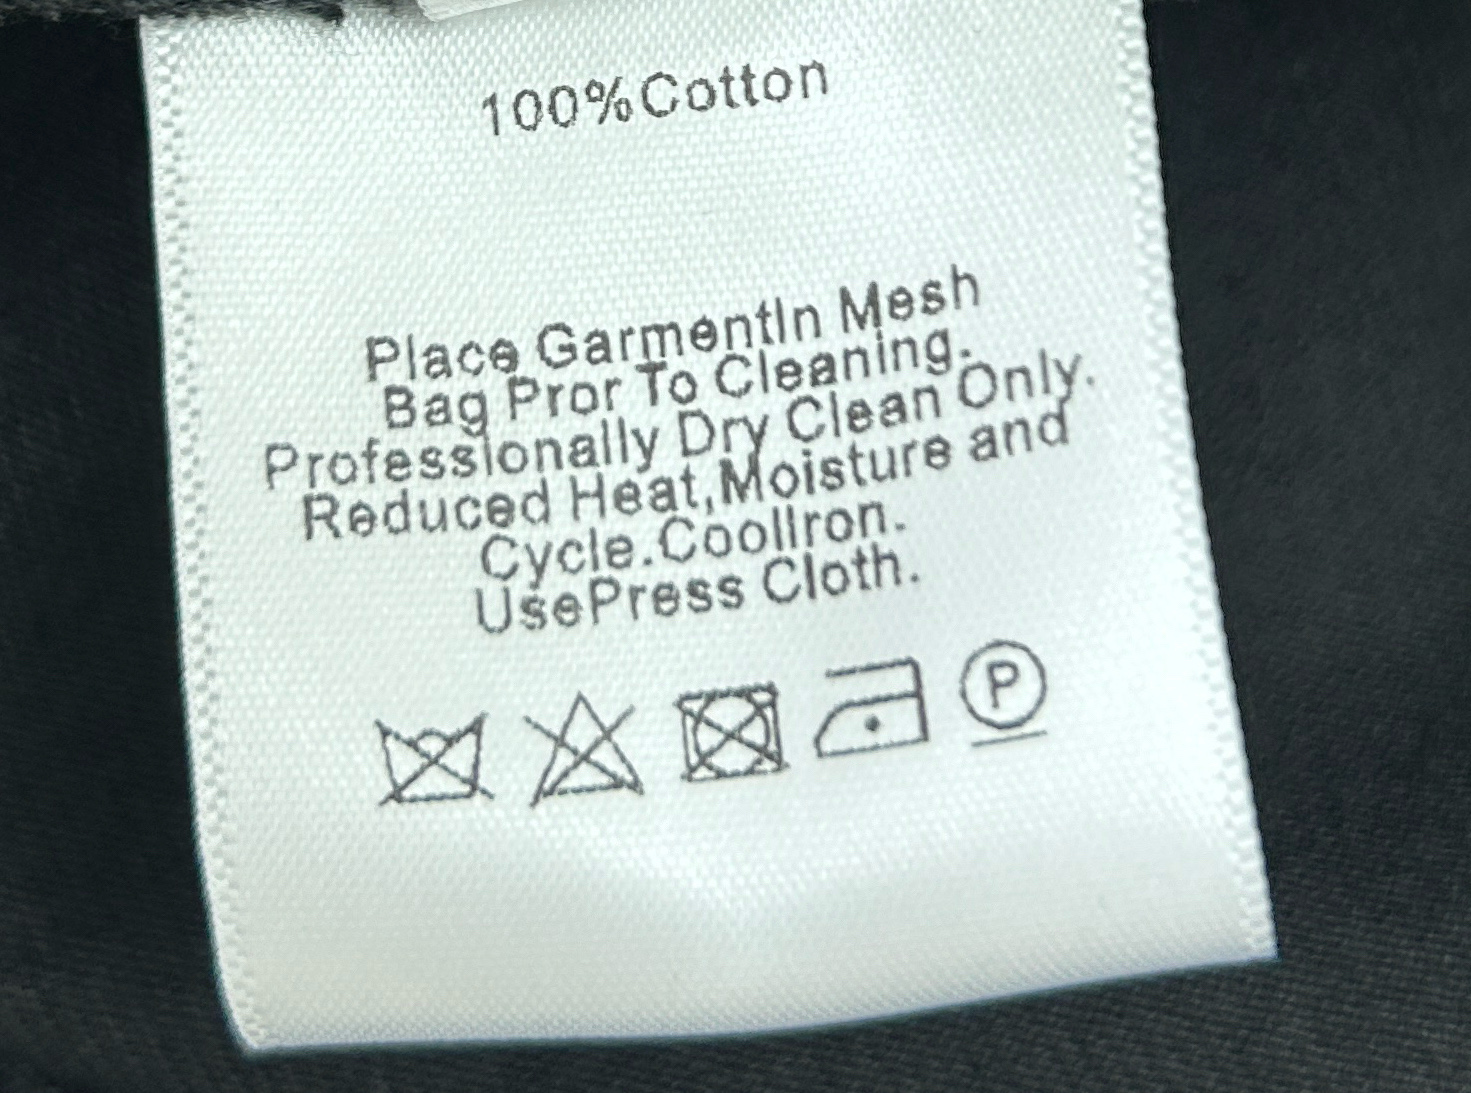 100%Cotton
Place GarmentIn Mesh
Bag Pror To Cleaning.
Professionally Dry Clean Only.
Reduced Heat,Moisture and
Cycle.CoolIron.
UsePress Cloth.
P